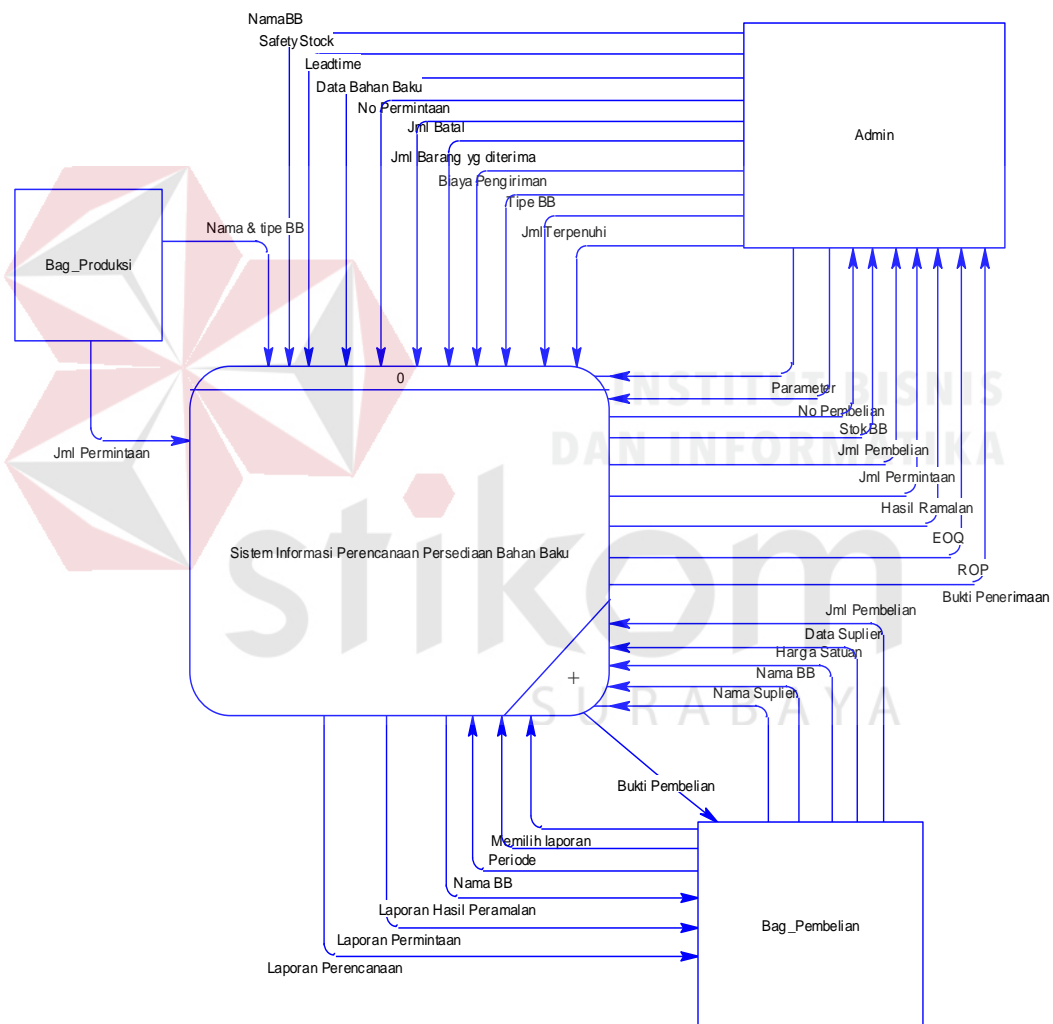 NamaBB
SafetyStock
Leadtime
Data Bahan Baku
No Permintaan
Jml Batal
Jml Barang yg diterima
Biaya Pengiriman
Tipe BB
JmlTerpenuhi
Admin
Nama & tipe BB
Bag_Produksi
Jml Permintaan
0
Parameter
No Pembelian
StokBB
Jml Pembelian
Jml Permintaan
Hasil Ramalan
EOQ
ROP
Bukti Penerimaan
INSTITUT BISNIS
DAN INFORMATIKA
stikom
SURABAYA
Sistem Informasi Perencanaan Persediaan Bahan Baku
+
Jml Pembelian
Data Suplier
Harga Satuan
Nama BB
Nama Suplier
Bukti Pembelian
Memilih laporan
Periode
Nama BB
Laporan Hasil Peramalan
Laporan Permintaan
Laporan Perencanaan
Bag_Pembelian